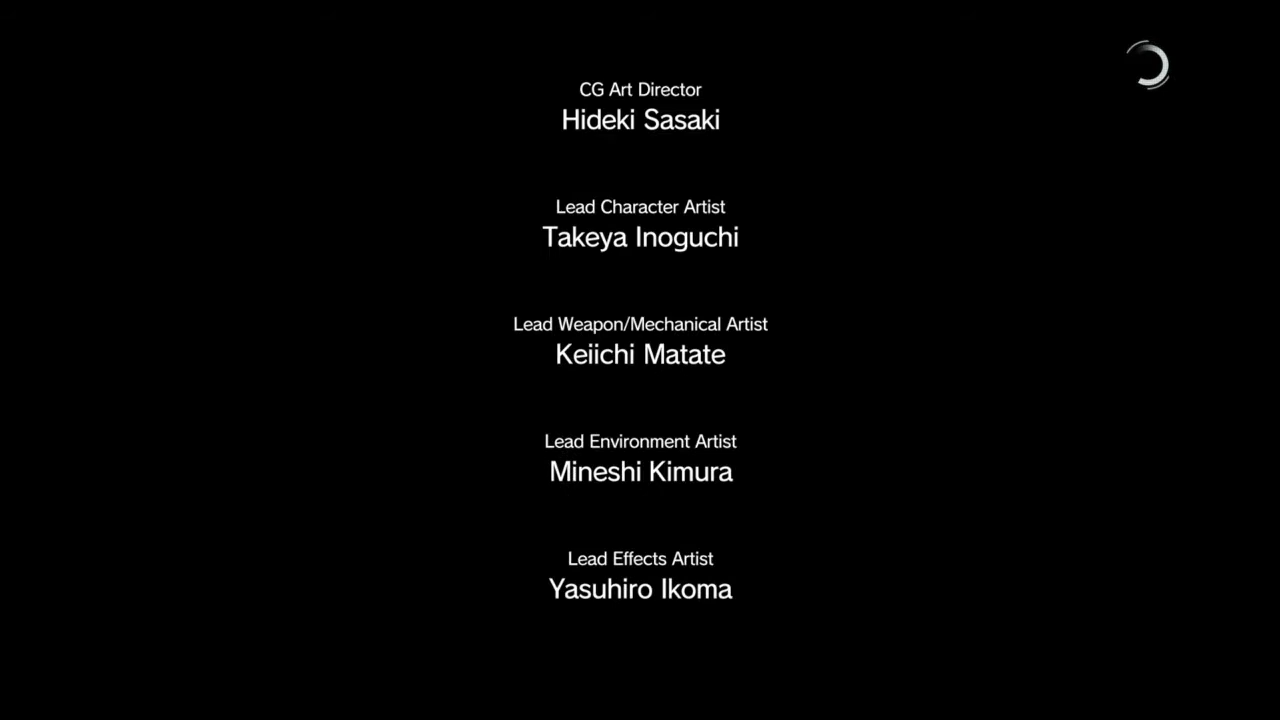 CG Art Director
Hideki Sasaki
Lead Character Artist
Takeya Inoguchi
Lead Weapon/Mechanical Artist
Keiichi Matate
Lead Environment Artist
Mineshi Kimura
Lead Effects Artist
Yasuhiro Ikoma